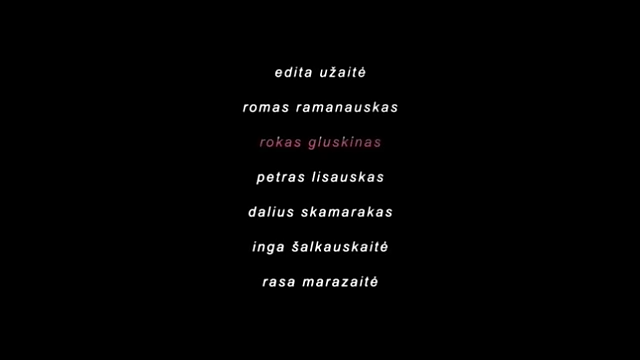 edita užaitė
romas ramanauskas
rokas gluskinas
petras lisauskas
dalius skamarakas
inga šalkauskaitė
rasa marazaitė